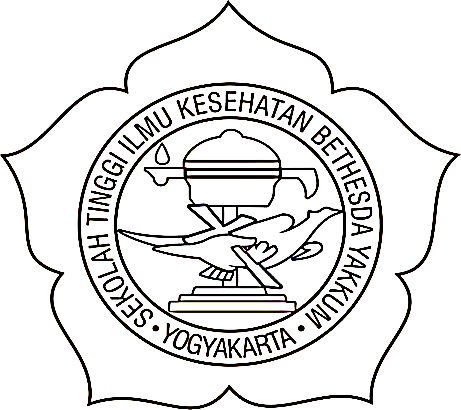 SEKOLAH TINGGI ILMU KESEHATAN BETHESDA YAKKUM
• YOGYAKARTA •